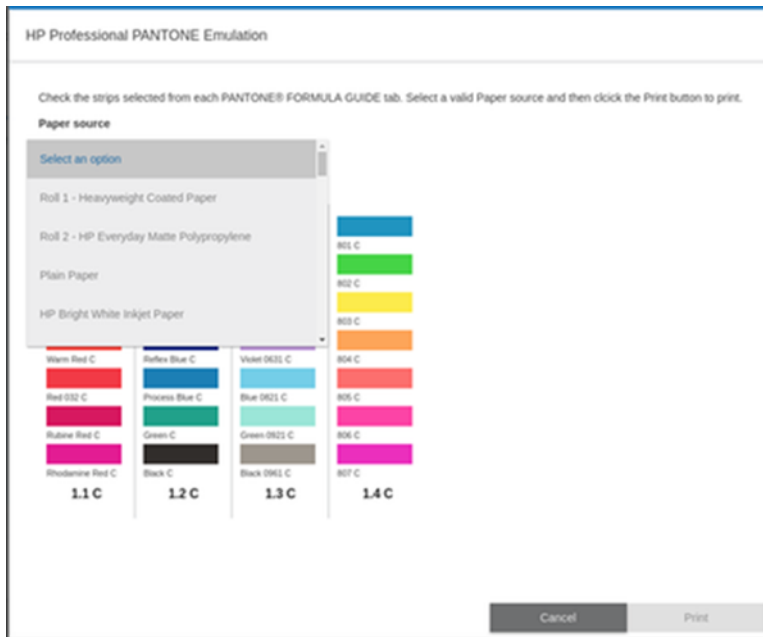 HP Professional PANTONE Emulation
Check the strips selected from each PANTONE® FORMULA GUIDE tab. Select a valid Paper source and then clcick the Print button to print.
Paper source
Select an option
Roll 1 - Heavyweight Coated Paper
Roll 2 - HP Everyday Matte Polypropylene
Plain Paper
HP Bright White Inkjet Paper
801 C
802 C
803 C
Warm Red C Reflex Blue C Violet 0631 C 804 C
Red 032 C Process Blue C Blue 0821 C 805 C
Rubine Red C Green C Green 0921 C 806 C
Rhodamine Red C Black C Black 0961 C 807 C
1.1 C 1.2 C 1.3 C 1.4 C
Cancel Print